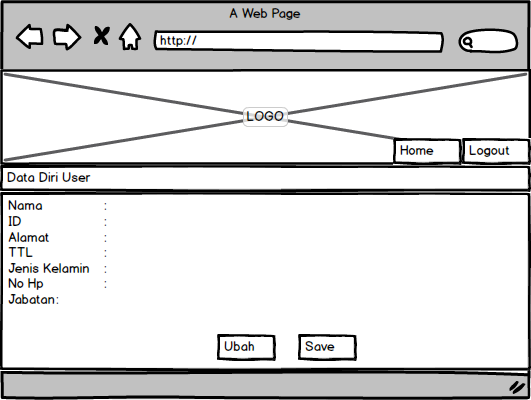 A Web Page
http://
LOGO
Home
Logout
Data Diri User
Nama :
ID :
Alamat :
TTL :
Jenis Kelamin :
No Hp :
Jabatan:
Ubah
Save